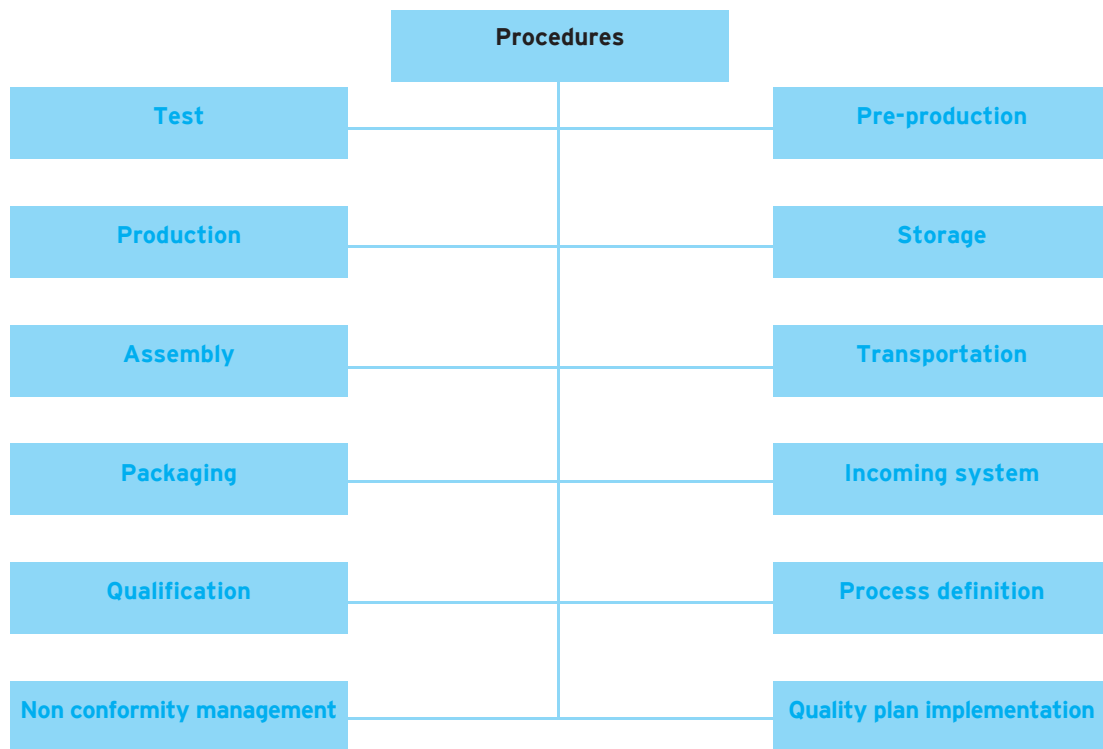 Procedures
Test
Pre-production
Production
Storage
Assembly
Transportation
Packaging
Incoming system
Qualification
Process definition
Non conformity management
Quality plan implementation